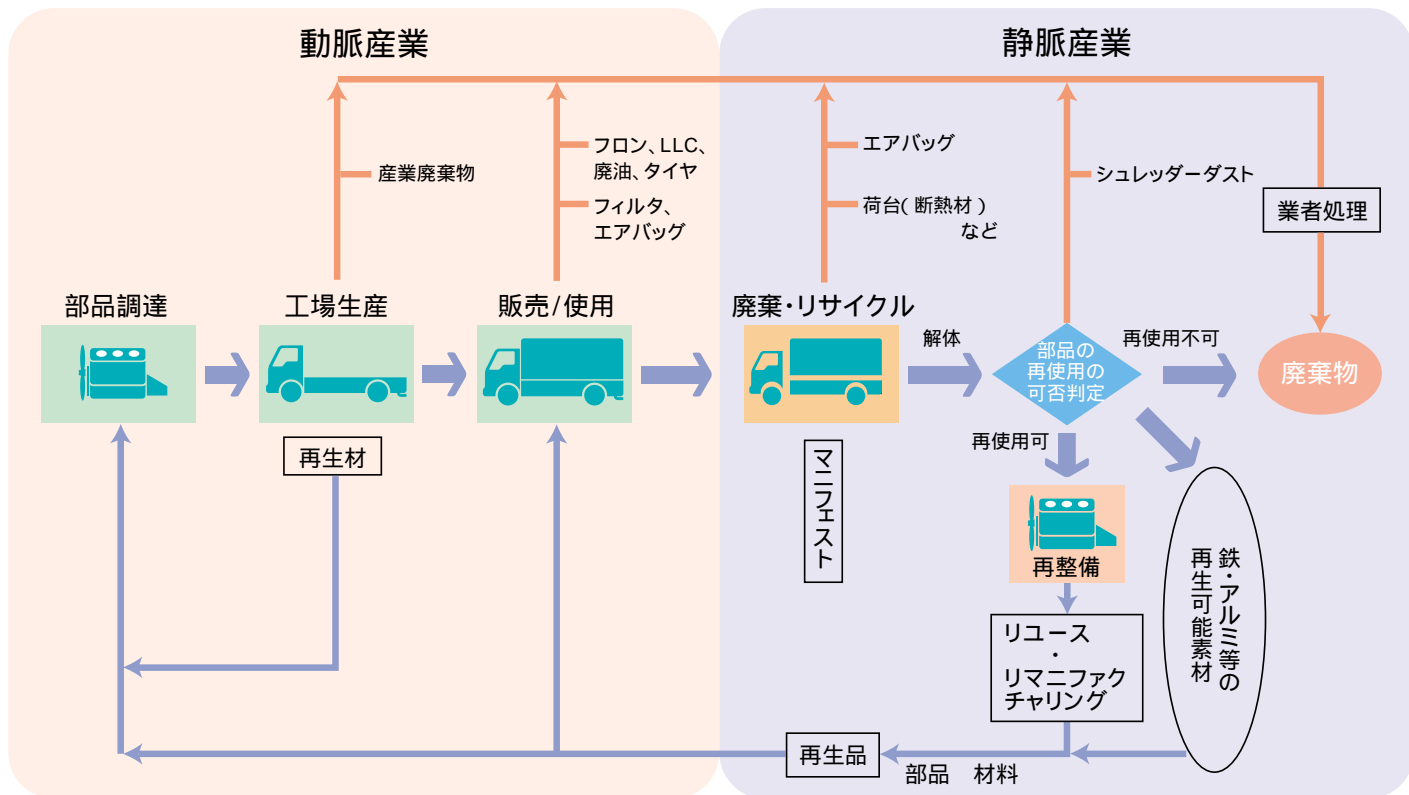 動脈産業
静脈産業
産業廃棄物
フロン、LLC、
廃油、タイヤ
フィルタ、
エアバッグ
エアバッグ
荷台(断熱材)
など
シュレッダーダスト
業者処理
部品調達
工場生産
販売/使用
廃棄・リサイクル
解体
部品の
再使用の
可否判定
再使用不可
廃棄物
再生材
マニフェスト
再使用可
再整備
リユース
・
リマニファク
チャリング
鉄・アルミ等の
再生可能素材
再生品
部品 材料